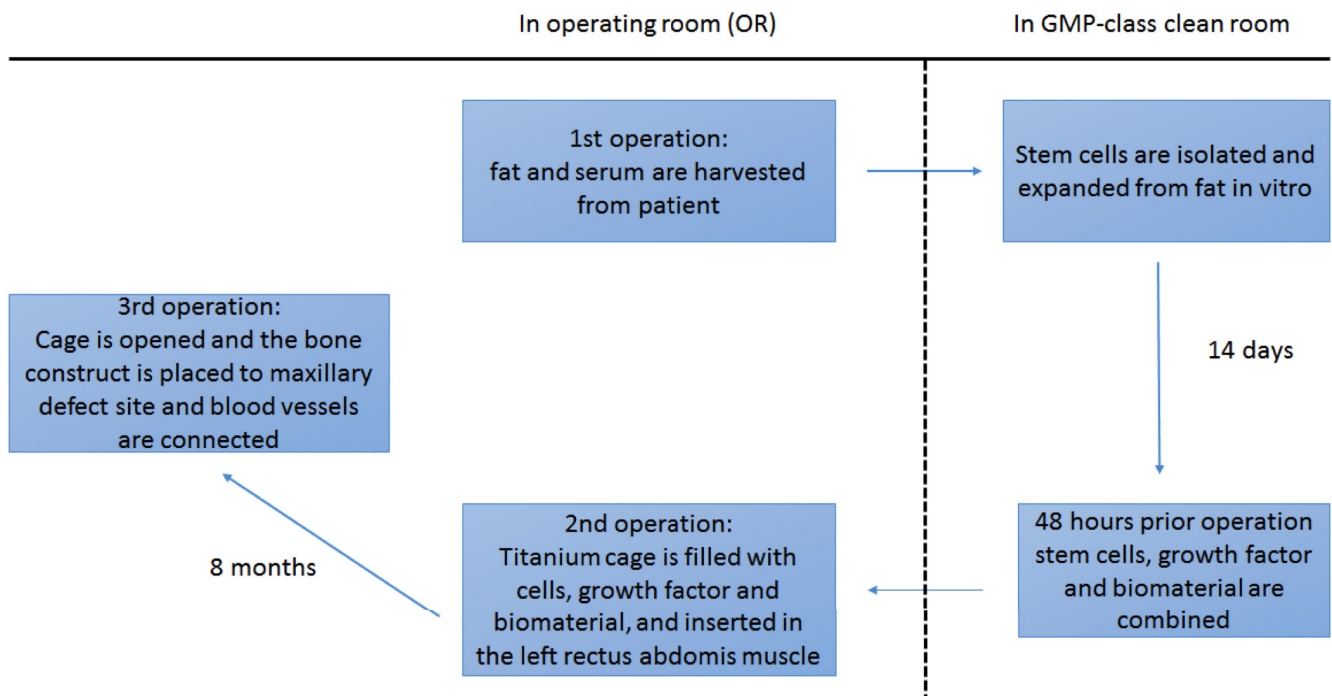 In operating room (OR)
In GMP-class clean room
1st operation:
fat and serum are harvested
from patient
Stem cells are isolated and
expanded from fat in vitro
14 days
48 hours prior operation
stem cells, growth factor
and biomaterial are
combined
2nd operation:
Titanium cage is filled with
cells, growth factor and
biomaterial, and inserted in
the left rectus abdomis muscle
8 months
3rd operation:
Cage is opened and the bone
construct is placed to maxillary
defect site and blood vessels
are connected